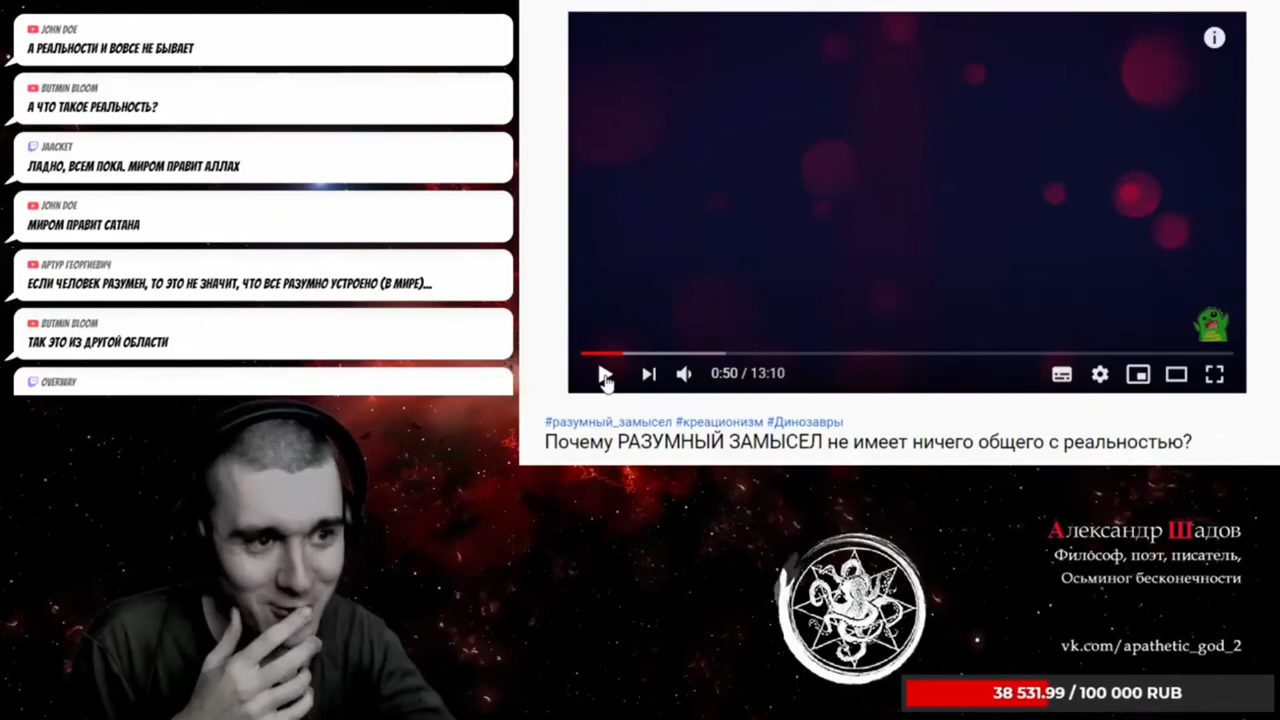 JOHN DOE
А РЕАЛЬНОСТИ И ВОВСЕ НЕ БЫВАЕТ
BUTMIN BLOOM
А ЧТО ТАКОЕ РЕАЛЬНОСТЬ?
JAACKET
ЛАДНО, ВСЕМ ПОКА. МИРОМ ПРАВИТ АЛЛАХ
JOHN DOE
МИРОМ ПРАВИТ САТАНА
АРТУР ГЕОРГИЕВИЧ
ЕСЛИ ЧЕЛОВЕК РАЗУМЕН, ТО ЭТО НЕ ЗНАЧИТ, ЧТО ВСЕ РАЗУМНО УСТРОЕНО (В МИРЕ)...
BUTMIN BLOOM
ТАК ЭТО ИЗ ДРУГОЙ ОБЛАСТИ
OVERWAY
0:50 / 13:10
#разумный_замысел #креационизм #Динозавры
Почему РАЗУМНЫЙ ЗАМЫСЕЛ не имеет ничего общего с реальностью?
Александр Шадов
Философ, поэт, писатель,
Осьминог бесконечности
vk.com/apathetic_god_2
38 531.99 / 100 000 RUB